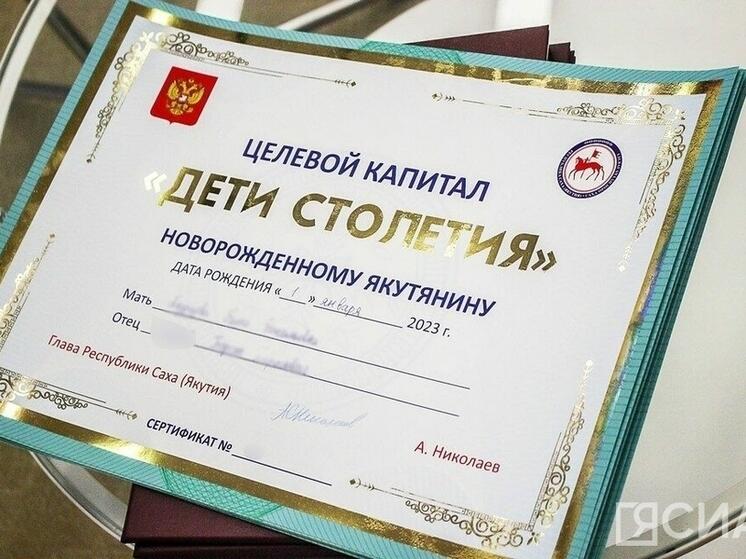 ЦЕЛЕВОЙ КАПИТАЛ
«ДЕТИ СТОЛЕТИЯ»
НОВОРОЖДЕННОМУ ЯКУТЯНИНУ
ДАТА РОЖДЕНИЯ « 1 » января 2023 г.
Мать
Отец
Глава Республики Саха (Якутия)
А. Николаев
СЕРТИФИКАТ №
ЯСИА